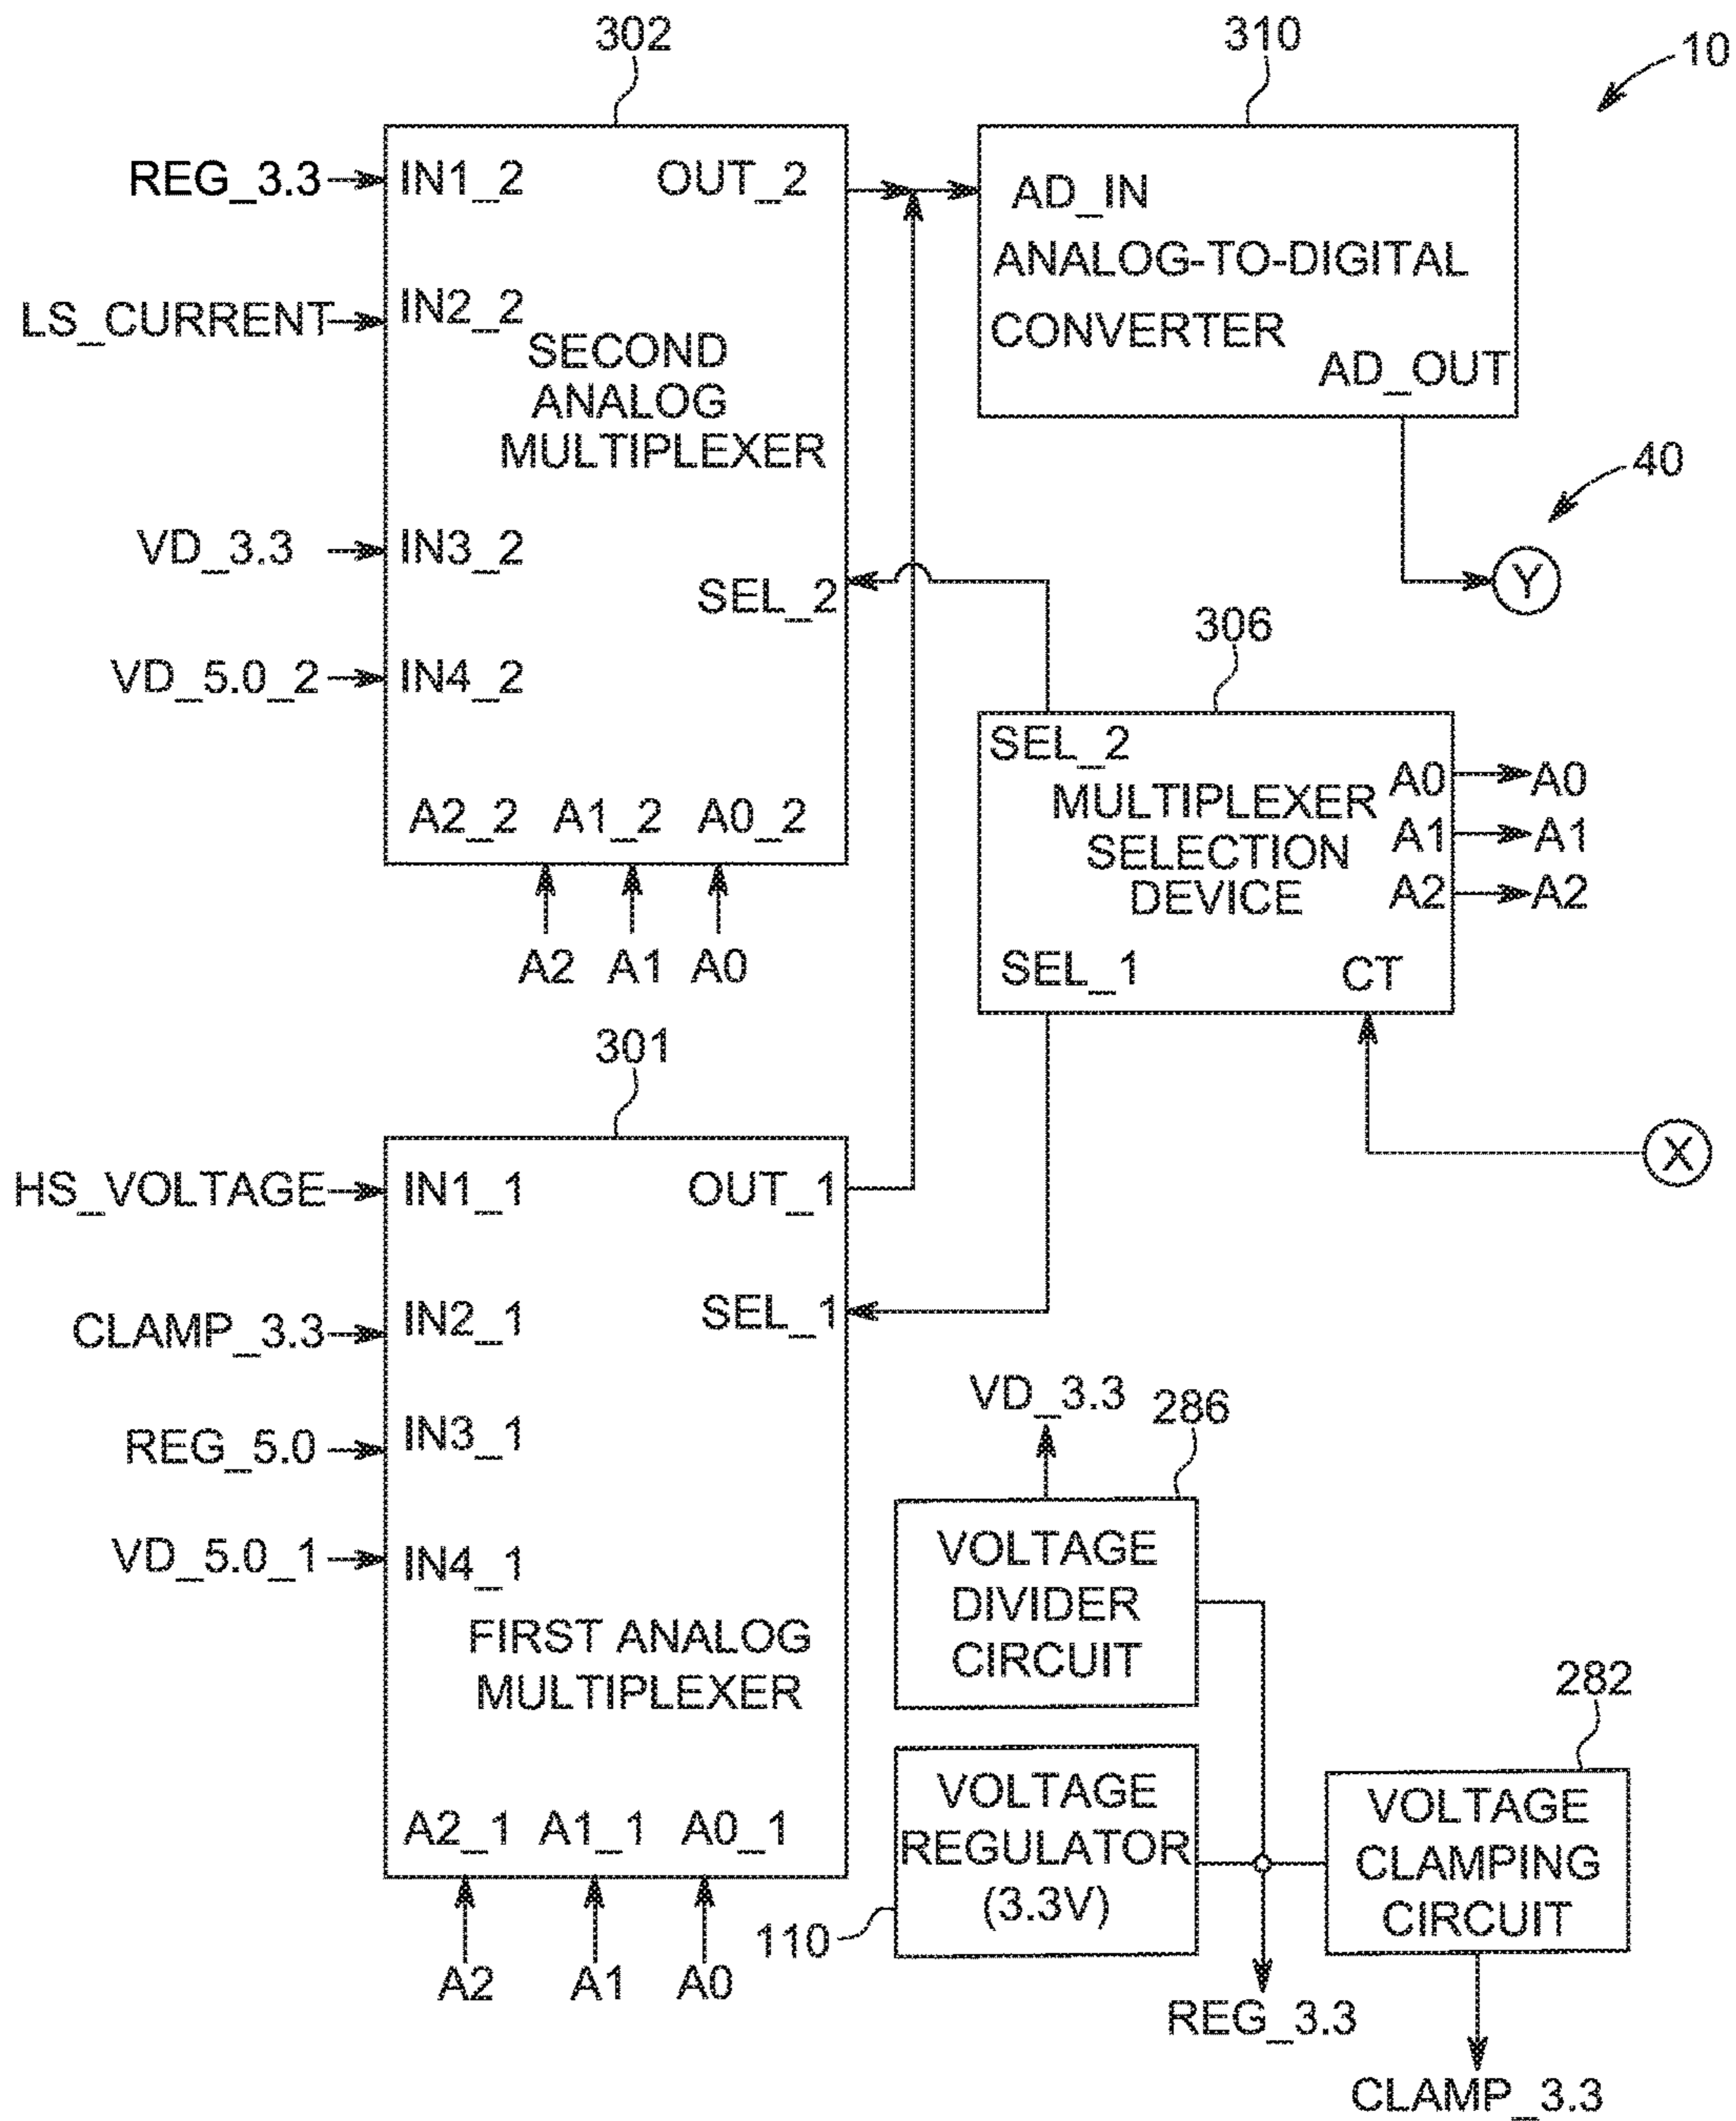 302
310
10
REG_3.3
IN1_2
OUT_2
AD_IN
ANALOG-TO-DIGITAL
CONVERTER
AD_OUT
LS_CURRENT
IN2_2
SECOND
ANALOG
MULTIPLEXER
40
VD_3.3
IN3_2
SEL_2
Y
306
VD_5.0_2
IN4_2
SEL_2
MULTIPLEXER
SELECTION
DEVICE
A0
A0
A1
A1
A2
A2
SEL_1
CT
A2_2
A1_2
A0_2
A2
A1
A0
301
X
HS_VOLTAGE
IN1_1
OUT_1
CLAMP_3.3
IN2_1
SEL_1
REG_5.0
IN3_1
VD_5.0_1
IN4_1
FIRST ANALOG
MULTIPLEXER
A2_1
A1_1
A0_1
A2
A1
A0
VD_3.3
286
VOLTAGE
DIVIDER
CIRCUIT
VOLTAGE
REGULATOR
(3.3V)
110
282
VOLTAGE
CLAMPING
CIRCUIT
REG_3.3
CLAMP_3.3